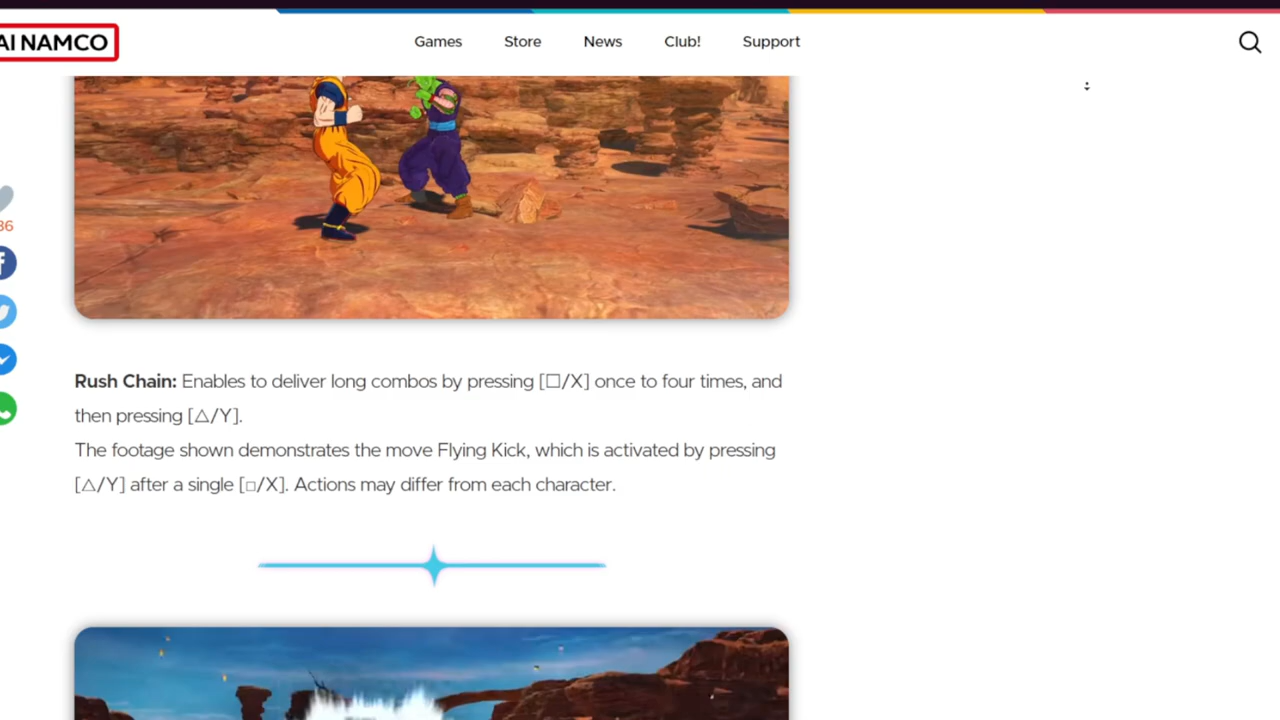 AI NAMCO
Games
Store
News
Club!
Support
36
Rush Chain: Enables to deliver long combos by pressing [□/X] once to four times, and
then pressing [△/Y].
The footage shown demonstrates the move Flying Kick, which is activated by pressing
[△/Y] after a single [□/X]. Actions may differ from each character.